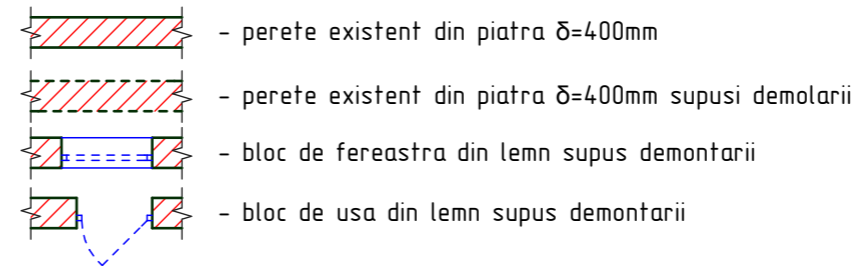 - perete existent din piatra δ=400mm
- perete existent din piatra δ=400mm supusi demolarii
- bloc de fereastra din lemn supus demontarii
- bloc de usa din lemn supus demontarii